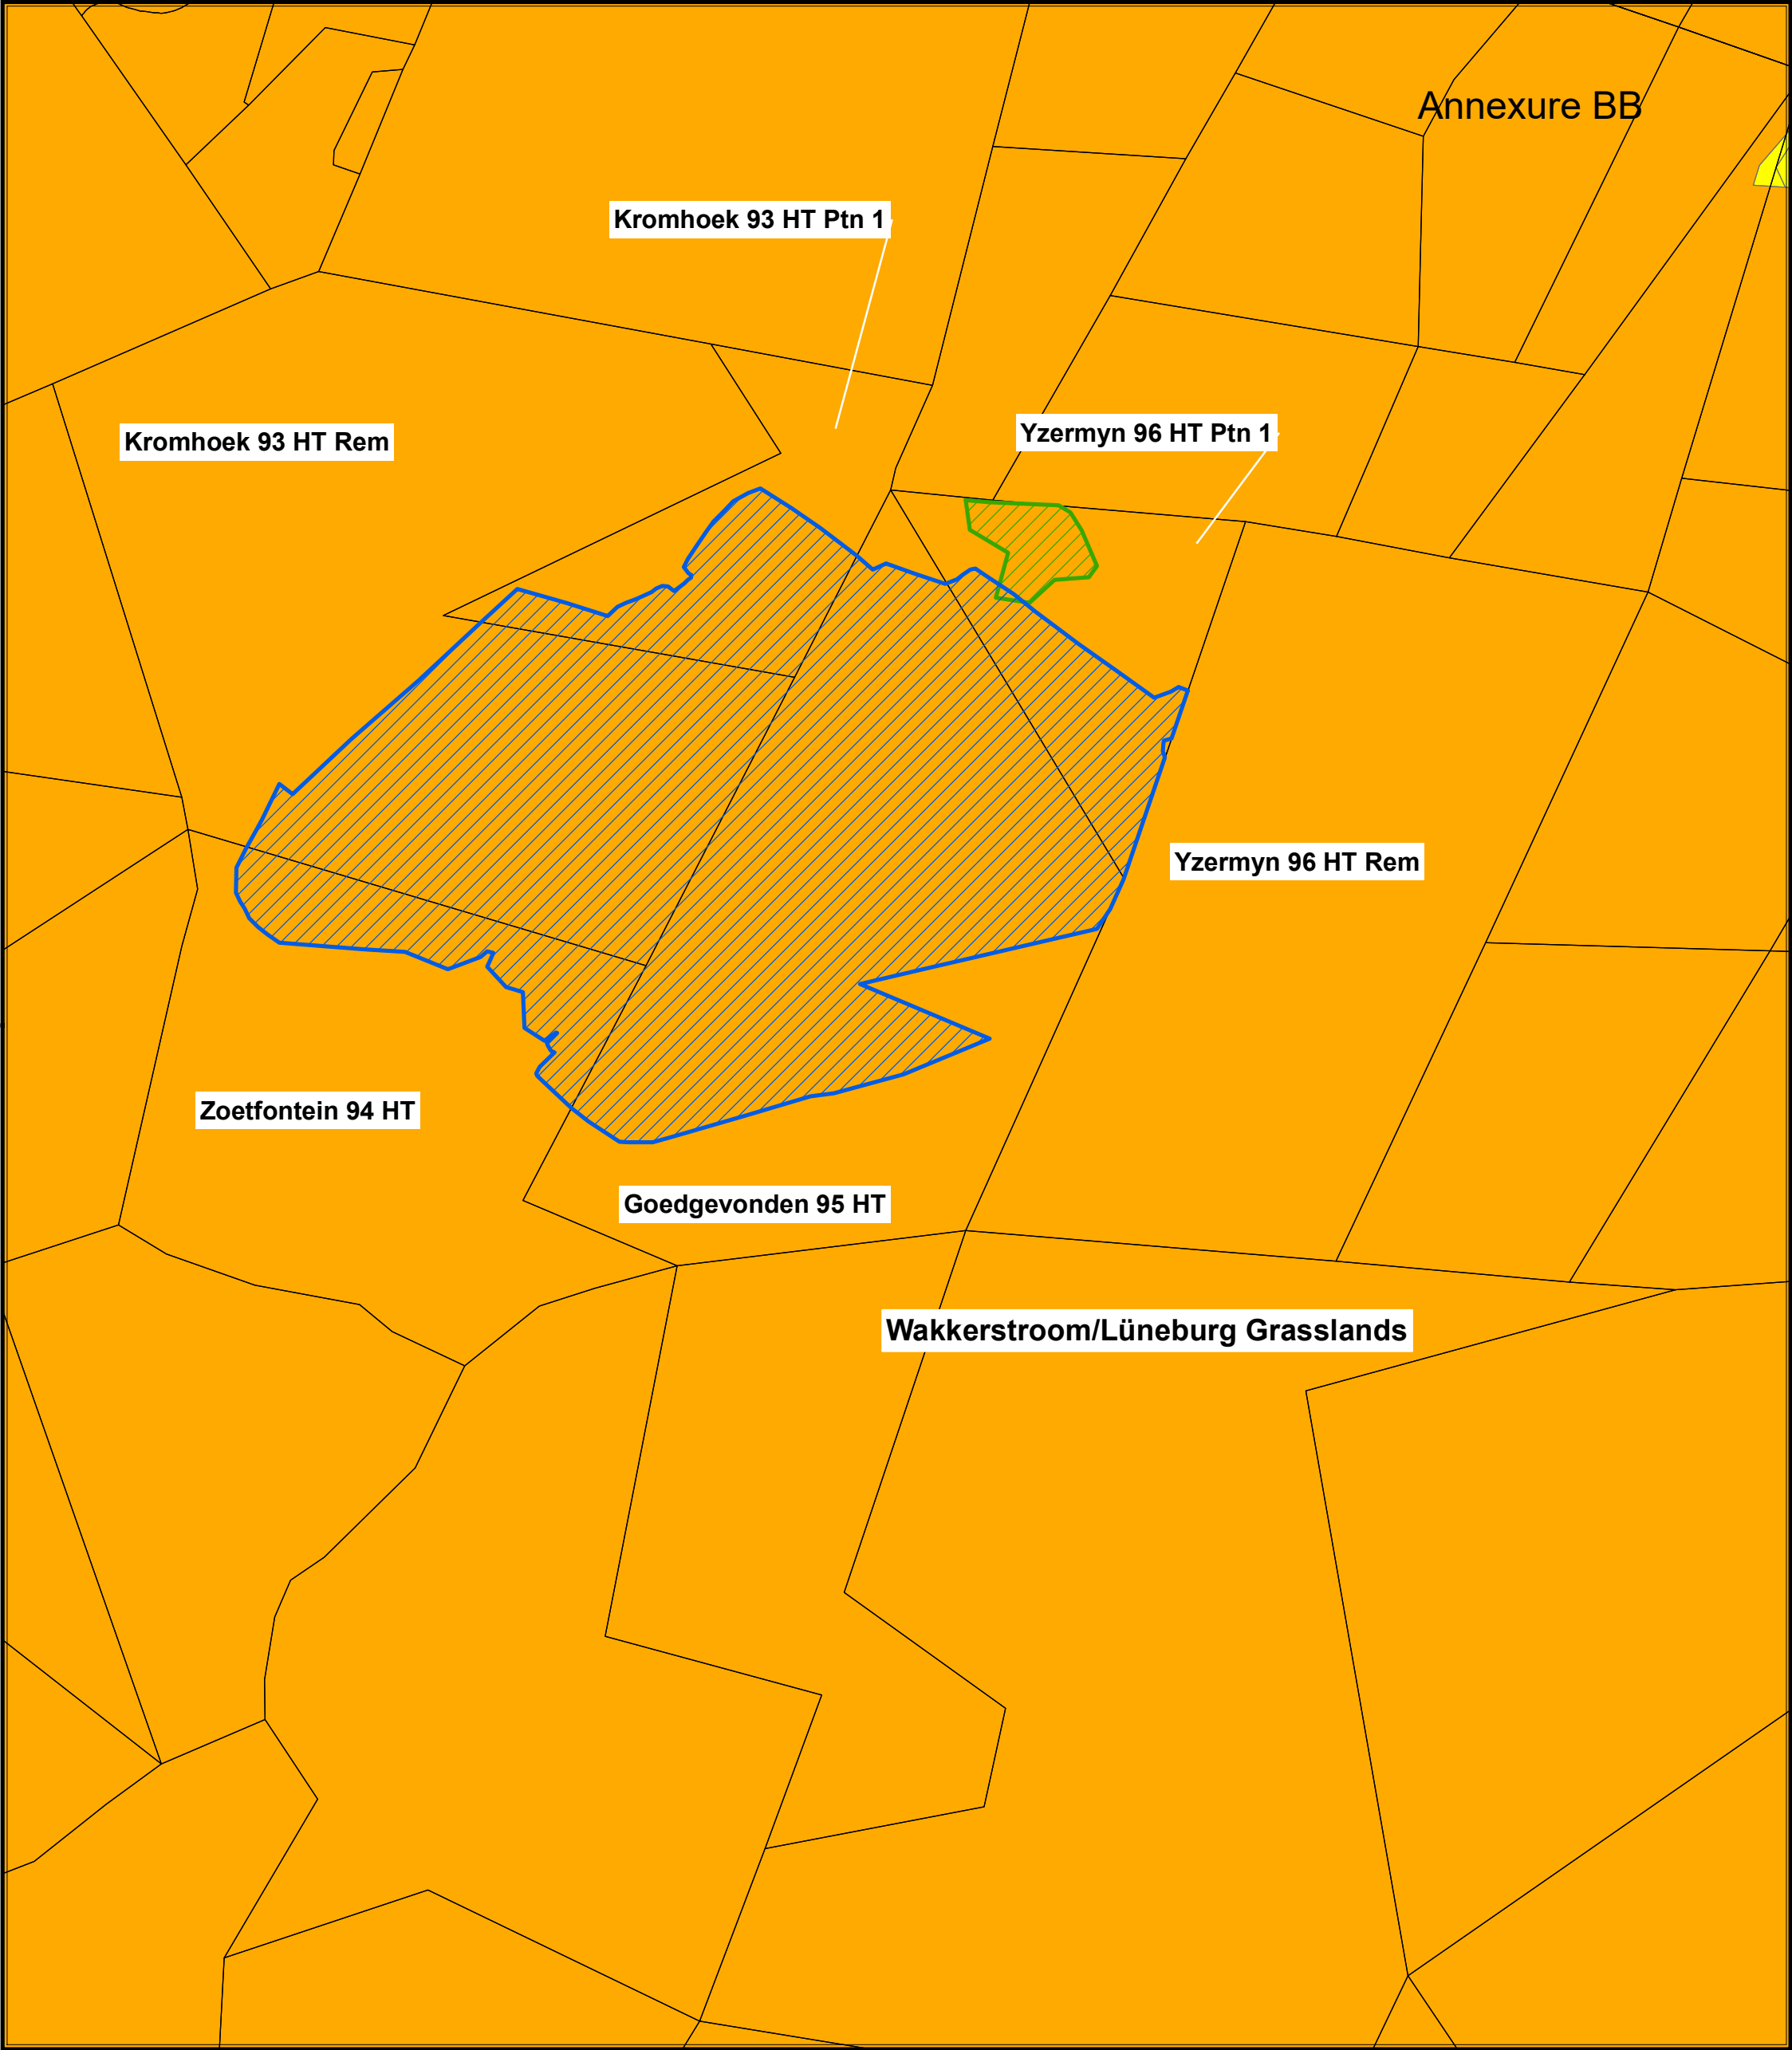 Annexure BB
Kromhoek 93 HT Ptn 1
Yzermyn 96 HT Ptn 1
Kromhoek 93 HT Rem
Yzermyn 96 HT Rem
Zoetfontein 94 HT
Goedgevonden 95 HT
Wakkerstroom/Lüneburg Grasslands